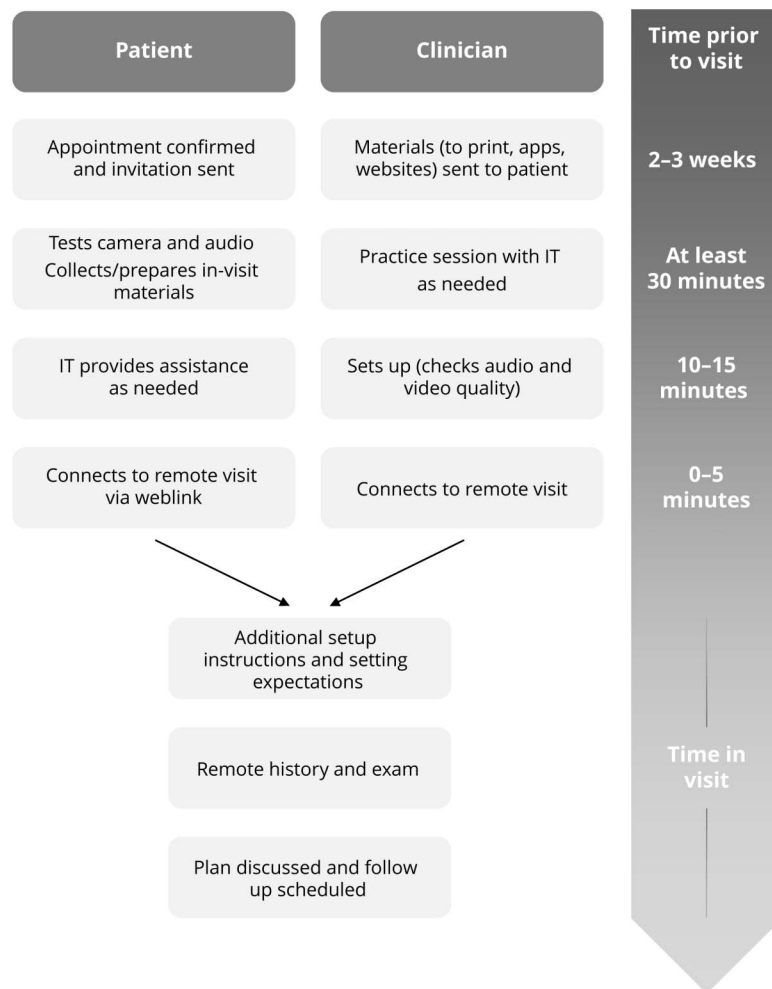 Patient
Clinician
Time prior
to visit
Appointment confirmed
and invitation sent
Materials (to print, apps,
websites) sent to patient
2–3 weeks
Tests camera and audio
Collects/prepares in-visit
materials
Practice session with IT
as needed
At least
30 minutes
IT provides assistance
as needed
Sets up (checks audio and
video quality)
10–15
minutes
Connects to remote visit
via weblink
Connects to remote visit
0–5
minutes
Additional setup
instructions and setting
expectations
Remote history and exam
Time in
visit
Plan discussed and follow
up scheduled